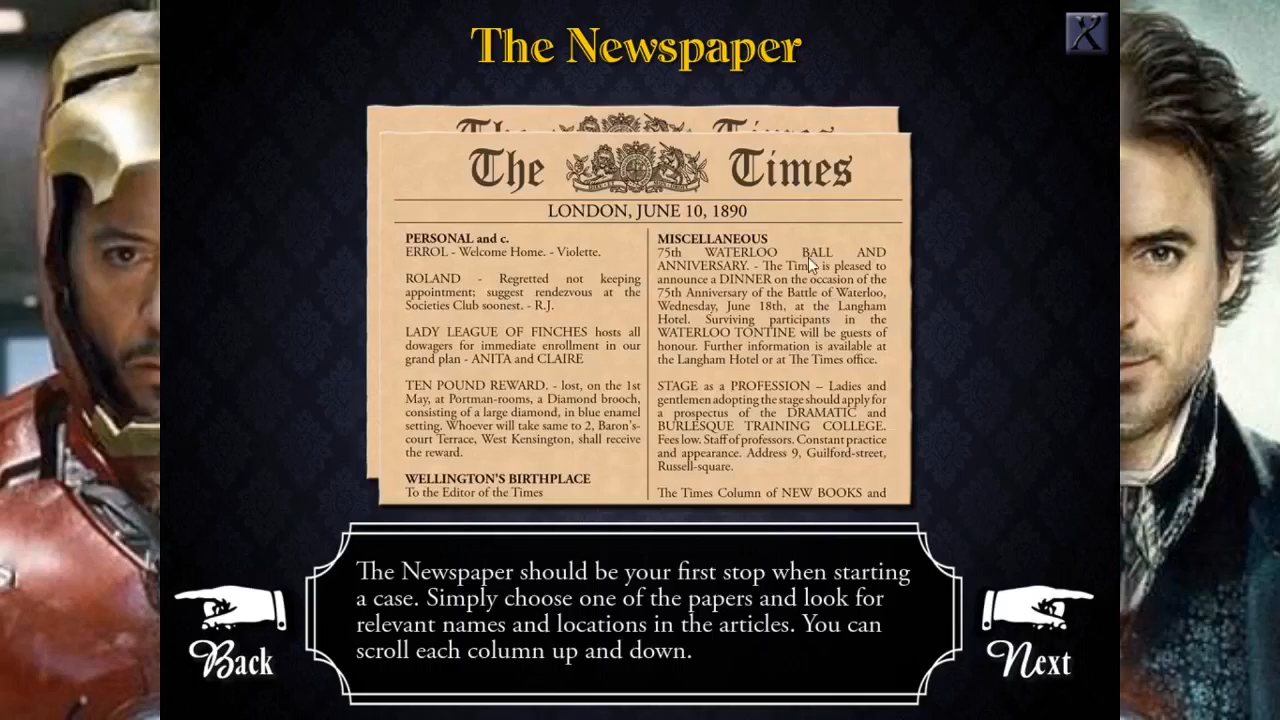 The Newspaper
X
The Times
The Times
LONDON, JUNE 10, 1890
PERSONAL and c.
ERROL - Welcome Home. - Violette.
ROLAND - Regretted not keeping
appointment; suggest rendezvous at the
Societies Club soonest. - R.J.
LADY LEAGUE OF FINCHES hosts all
dowagers for immediate enrollment in our
grand plan - ANITA and CLAIRE
TEN POUND REWARD. - lost, on the 1st
May, at Portman-rooms, a Diamond brooch,
consisting of a large diamond, in blue enamel
setting. Whoever will take same to 2, Baron's-
court Terrace, West Kensington, shall receive
the reward.
WELLINGTON'S BIRTHPLACE
To the Editor of the Times
MISCELLANEOUS
75th WATERLOO BALL AND
ANNIVERSARY. - The Times is pleased to
announce a DINNER on the occasion of the
75th Anniversary of the Battle of Waterloo,
Wednesday, June 18th, at the Langham
Hotel. Surviving participants in the
WATERLOO TONTINE will be guests of
honour. Further information is available at
the Langham Hotel or at The Times office.
STAGE as a PROFESSION – Ladies and
gentlemen adopting the stage should apply for
a prospectus of the DRAMATIC and
BURLESQUE TRAINING COLLEGE.
Fees low. Staff of professors. Constant practice
and appearance. Address 9, Guilford-street,
Russell-square.
The Times Column of NEW BOOKS and
The Newspaper should be your first stop when starting
a case. Simply choose one of the papers and look for
relevant names and locations in the articles. You can
scroll each column up and down.
Back
Next